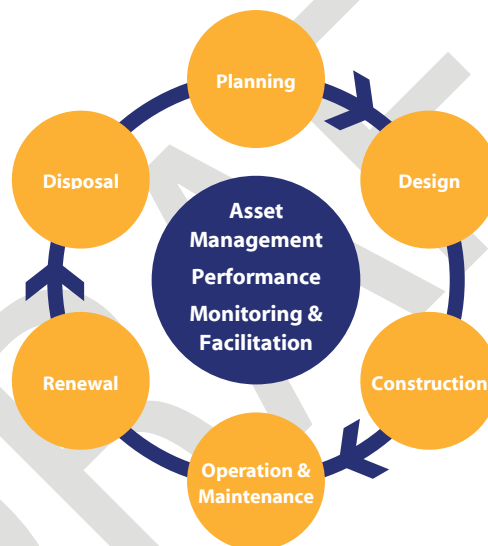 Planning
Disposal
Design
Asset
Management
Performance
Monitoring &
Facilitation
Renewal
Construction
Operation &
Maintenance